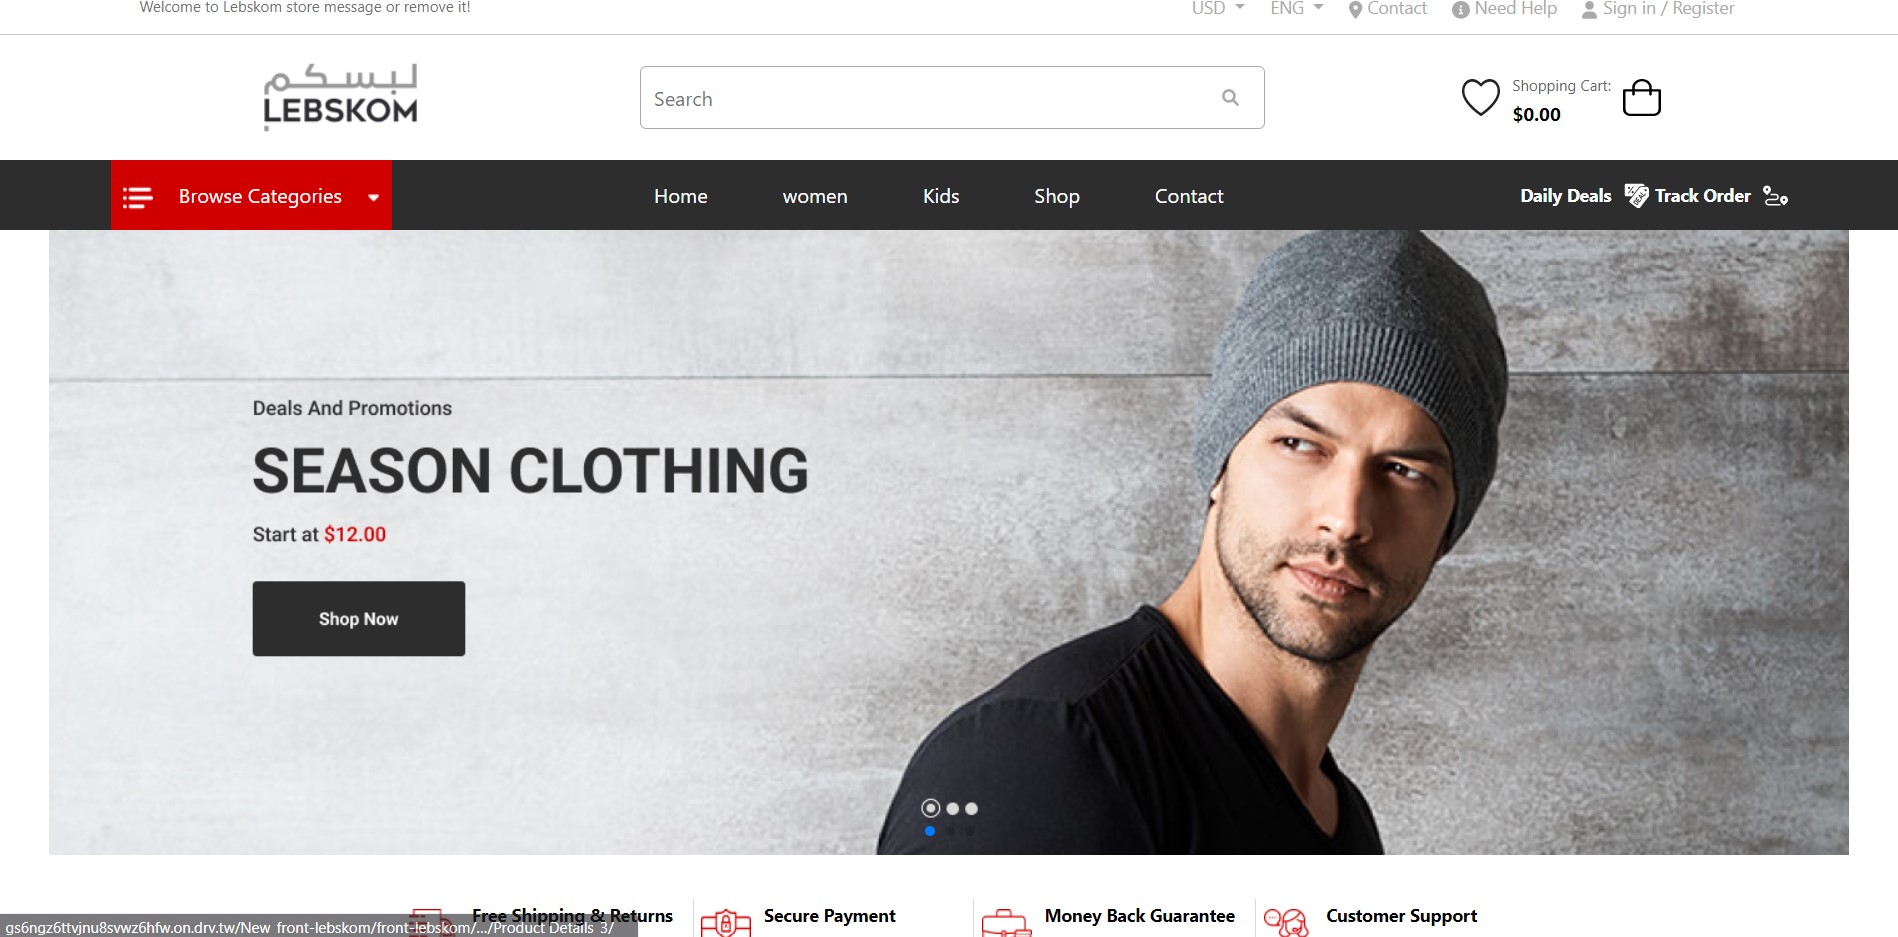 Welcome to Lebskom store message or remove it!
USD ENG Contact Need Help Sign in / Register
لبسكم
LEBSKOM
Search
Shopping Cart:
$0.00
Browse Categories
Home women Kids Shop Contact
Daily Deals Track Order
Deals And Promotions
SEASON CLOTHING
Start at $12.00
Shop Now
Free Shipping & Returns
Secure Payment
Money Back Guarantee
Customer Support
gs6ngz6ttvjnu8svwz6hfw.on.drv.tw/New_front-lebskom/front-lebskom/.../Product Details_3/